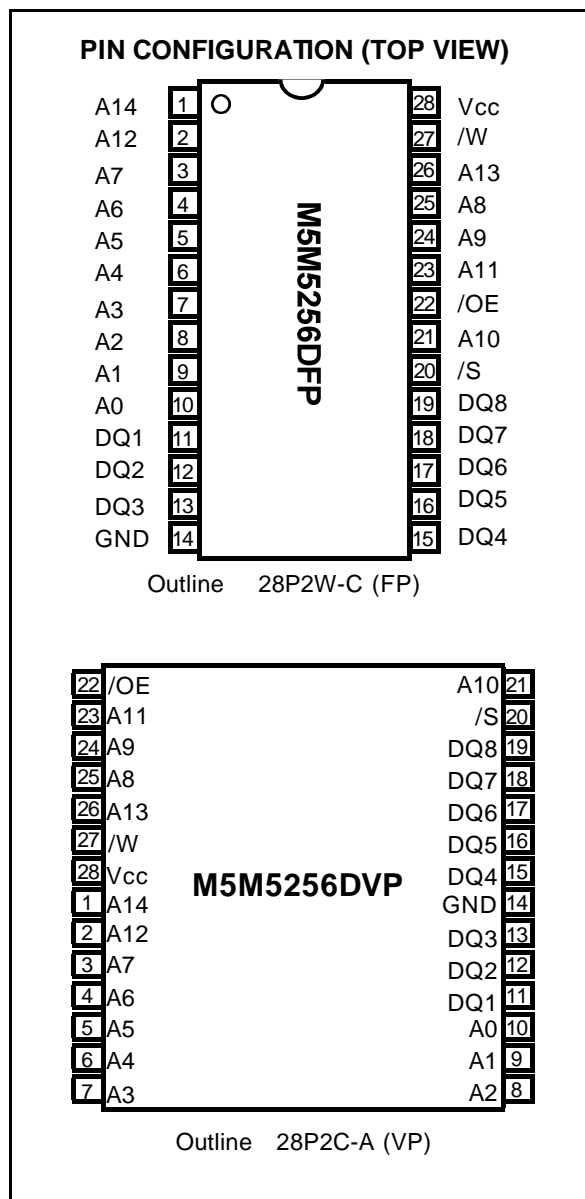 PIN CONFIGURATION (TOP VIEW)
A14 1 28 Vcc
A12 2 27 /W
A7 3 26 A13
A6 4 25 A8
A5 5 24 A9
A4 6 23 A11
A3 7 22 /OE
A2 8 21 A10
A1 9 20 /S
A0 10 19 DQ8
DQ1 11 18 DQ7
DQ2 12 17 DQ6
DQ3 13 16 DQ5
GND 14 15 DQ4
M5M5256DFP
Outline 28P2W-C (FP)
22 /OE A10 21
23 A11 /S 20
24 A9 DQ8 19
25 A8 DQ7 18
26 A13 DQ6 17
27 /W DQ5 16
28 Vcc DQ4 15
1 A14 GND 14
2 A12 DQ3 13
3 A7 DQ2 12
4 A6 DQ1 11
5 A5 A0 10
6 A4 A1 9
7 A3 A2 8
M5M5256DVP
Outline 28P2C-A (VP)